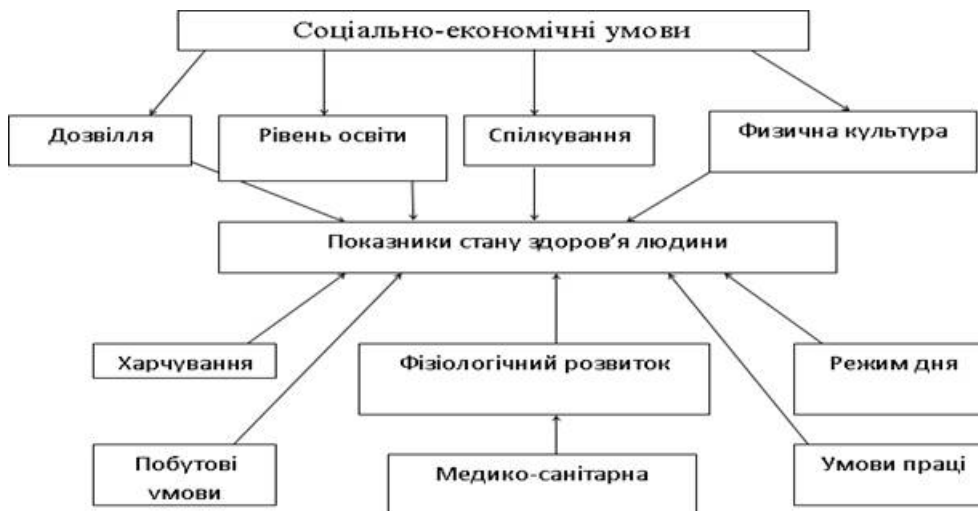 Соціально-економічні умови
Дозвілля
Рівень освіти
Спілкування
Физична культура
Показники стану здоров’я людини
Харчування
Фізіологічний розвиток
Режим дня
Побутові
умови
Медико-санітарна
Умови праці